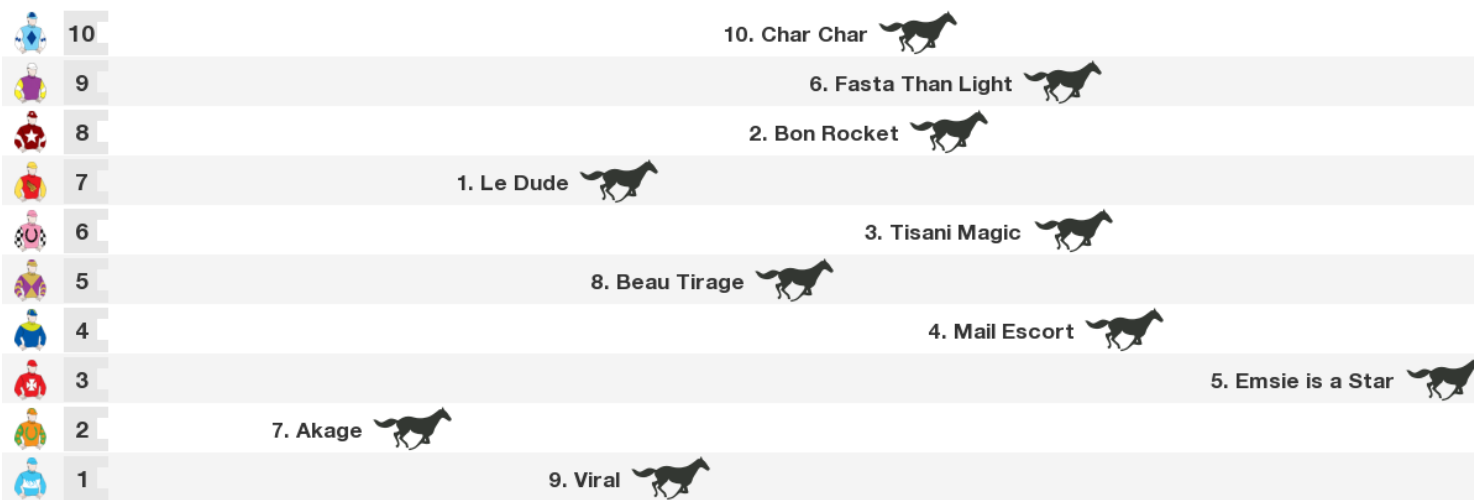 10 10. Char Char
9 6. Fasta Than Light
8 2. Bon Rocket
7 1. Le Dude
6 3. Tisani Magic
5 8. Beau Tirage
4 4. Mail Escort
3 5. Emsie is a Star
2 7. Akage
1 9. Viral